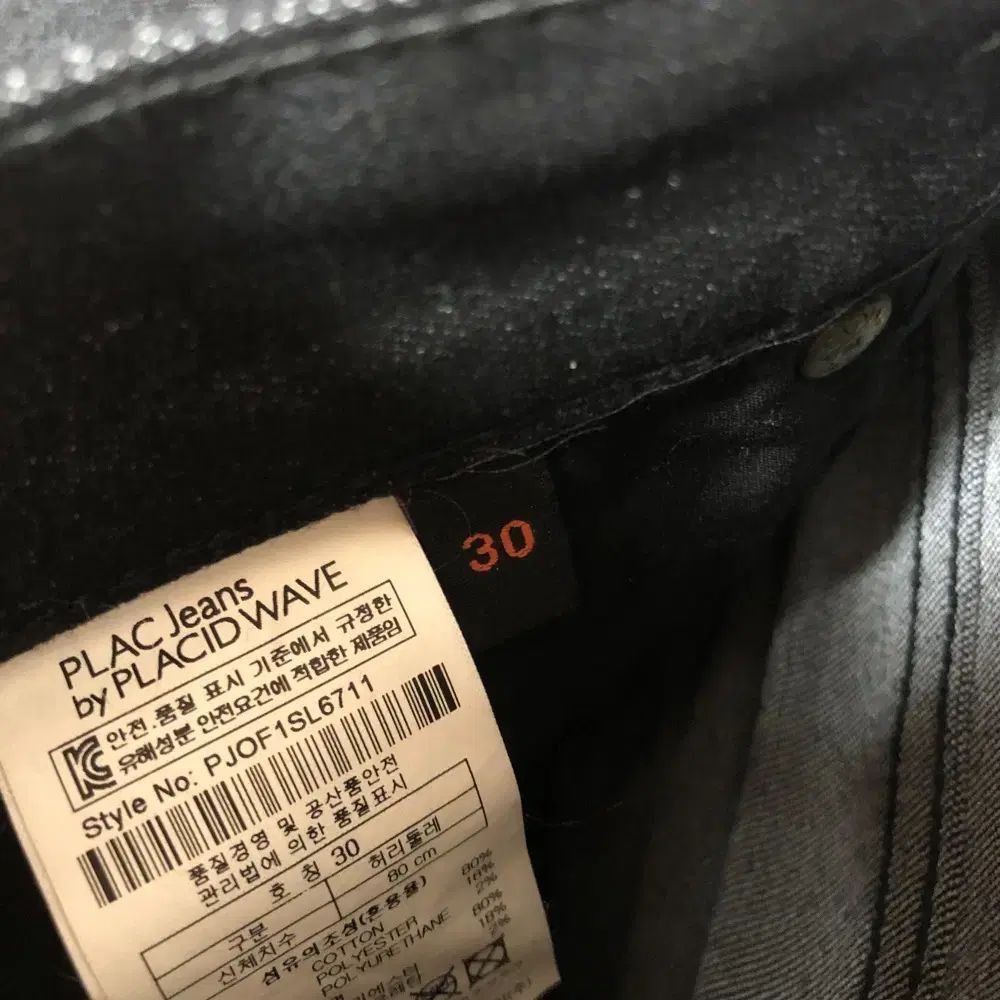 30
PLAC Jeans
by PLACID WAVE
안전·품질 표시 기준에서 규정한
유해성분 안전요건에 적합한 제품임
Style No: PJOF1SL6711
품질경영 및 공산품안전
관리법에 의한 품질표시
호 칭 30
구분 허리둘레
신체치수 80 cm
섬유의조성(혼용율)
COTTON 80%
POLYESTER 18%
POLYURETHANE 2%
80%
18%
2%